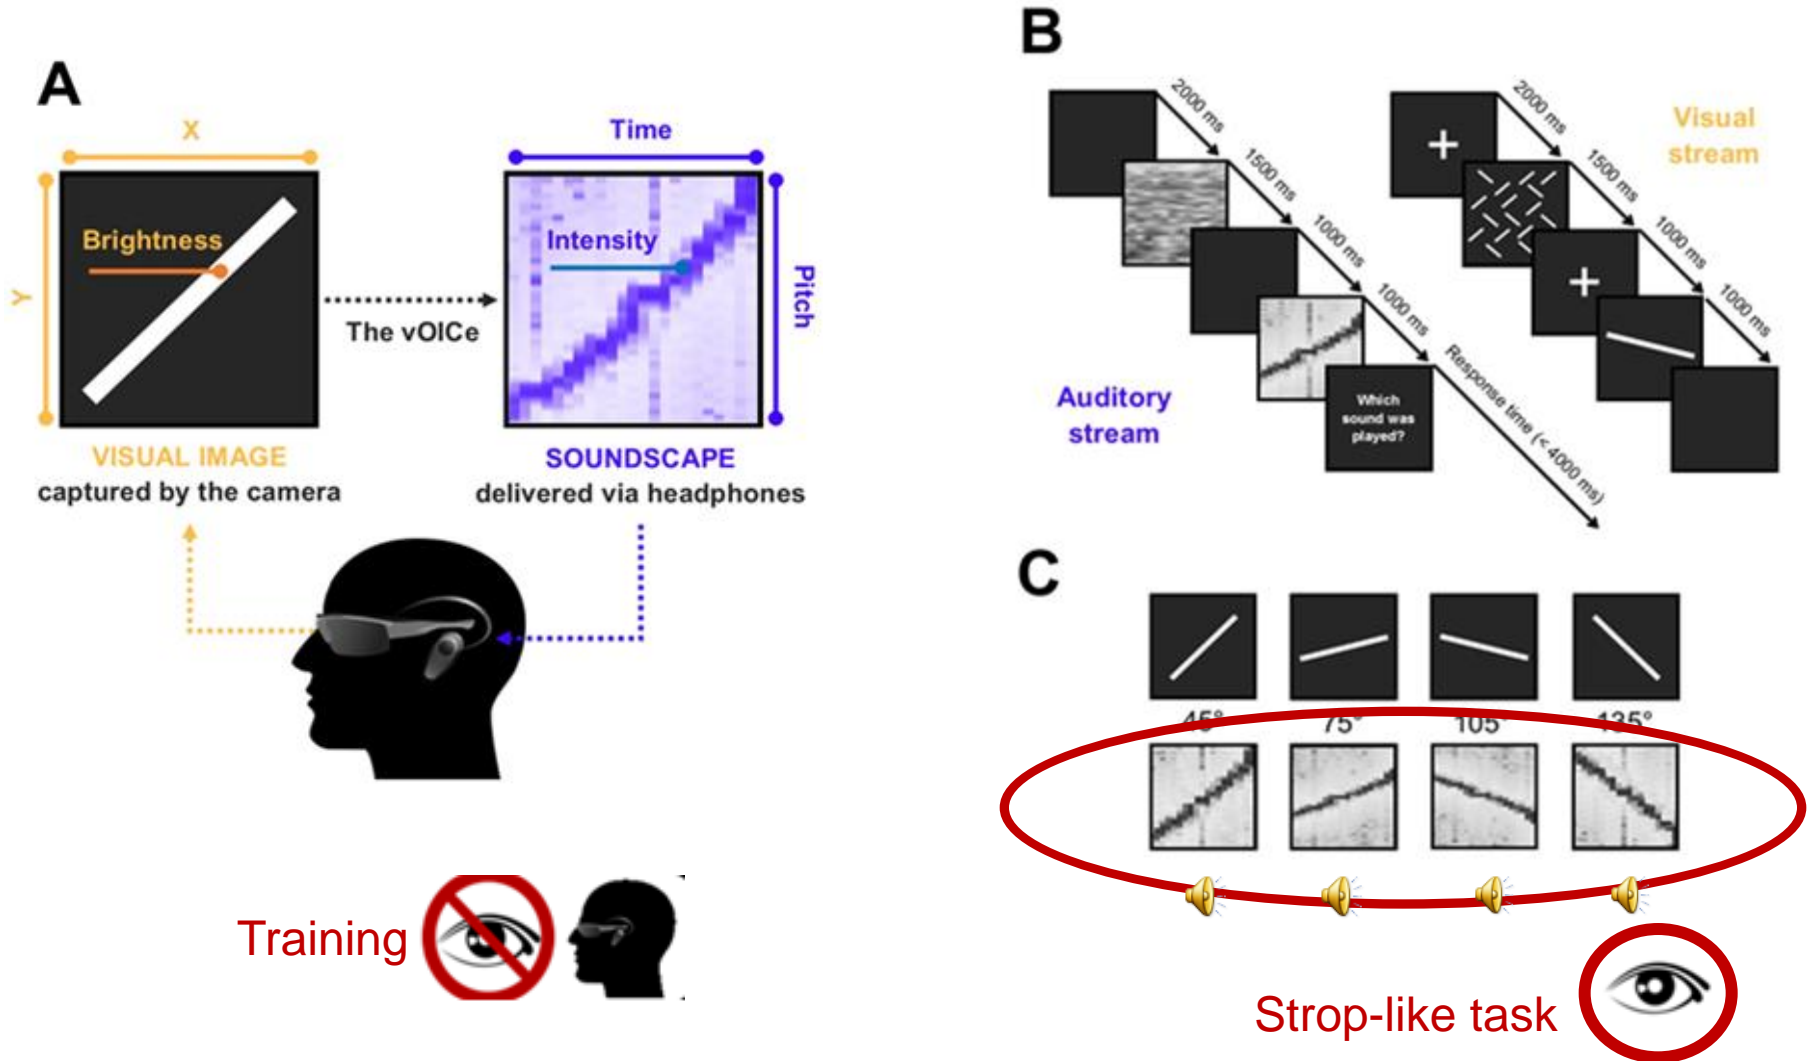 A
X
Y
Brightness
VISUAL IMAGE
captured by the camera
The vOICe
Time
Intensity
Pitch
SOUNDSCAPE
delivered via headphones
Training
B
2000 ms
1500 ms
1000 ms
1000 ms
Response time (< 4000 ms)
Which
sound was
played?
Auditory
stream
2000 ms
1500 ms
1000 ms
1000 ms
Visual
stream
C
45°
75°
105
135°
Strop-like task